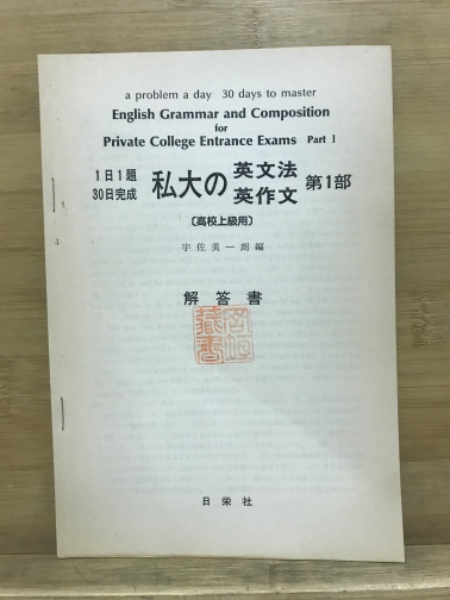 a problem a day 30 days to master
English Grammar and Composition
for
Private College Entrance Exams Part I
1日1題
30日完成
私大の
英文法
英作文
第1部
〔高校上級用〕
宇佐美一朗編
解答書
日栄社